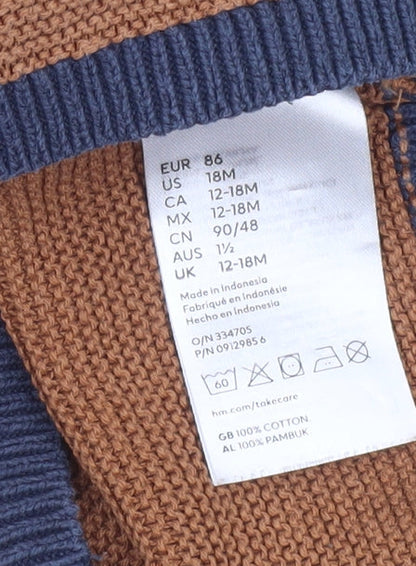 EUR 86
US 18M
CA 12-18M
MX 12-18M
CN 90/48
AUS 1½
UK 12-18M
Made in Indonesia
Fabriqué en Indonésie
Hecho en Indonesia
O/N 334705
P/N 0912985 6
60
hm.com/takecare
GB 100% COTTON
AL 100% PAMBUK